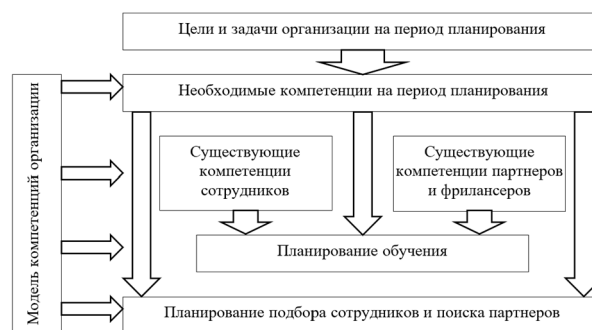 Цели и задачи организации на период планирования
Необходимые компетенции на период планирования
Модель компетенций организации
Существующие
компетенции
сотрудников
Существующие
компетенции партнеров
и фрилансеров
Планирование обучения
Планирование подбора сотрудников и поиска партнеров